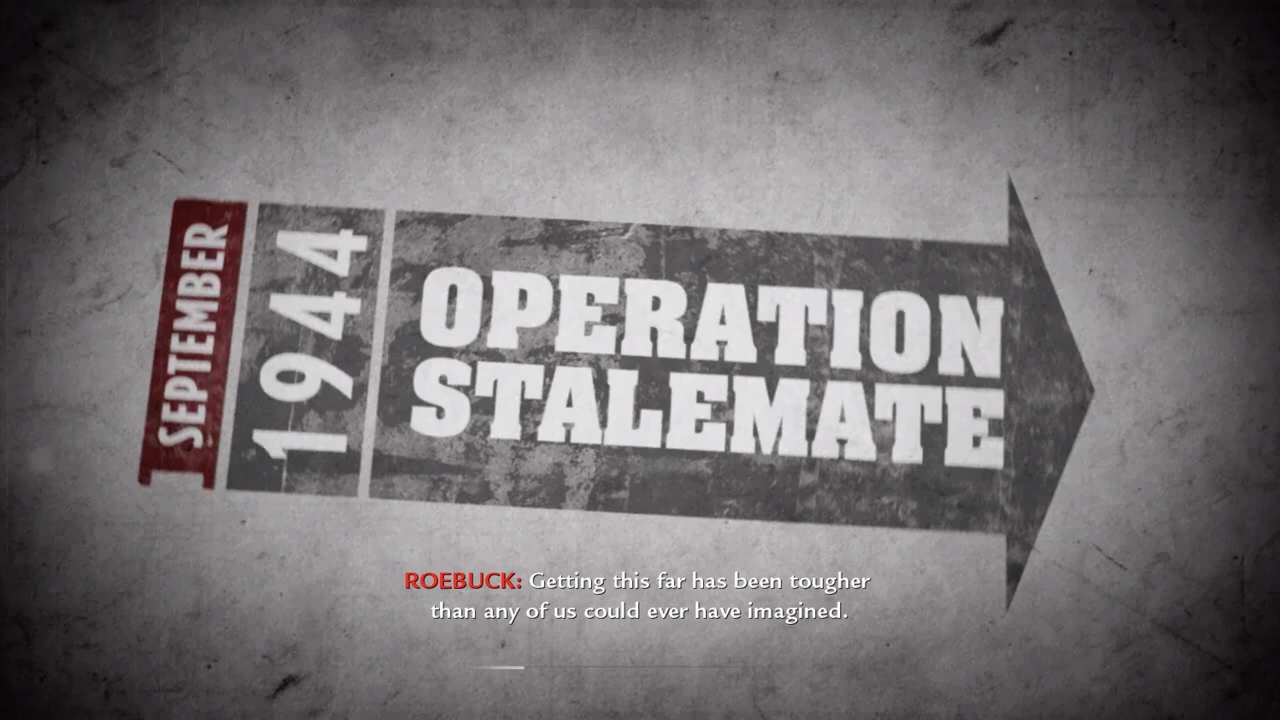 SEPTEMBER
1944
OPERATION
STALEMATE
ROEBUCK: Getting this far has been tougher
than any of us could ever have imagined.